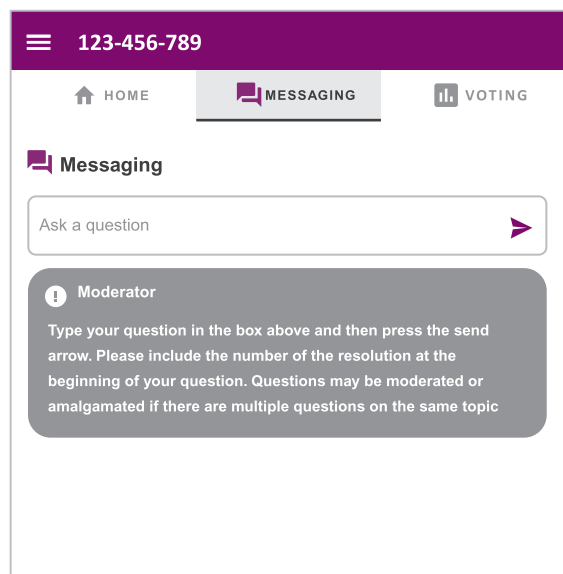 123-456-789
HOME
MESSAGING
VOTING
Messaging
Ask a question
Moderator
Type your question in the box above and then press the send
arrow. Please include the number of the resolution at the
beginning of your question. Questions may be moderated or
amalgamated if there are multiple questions on the same topic